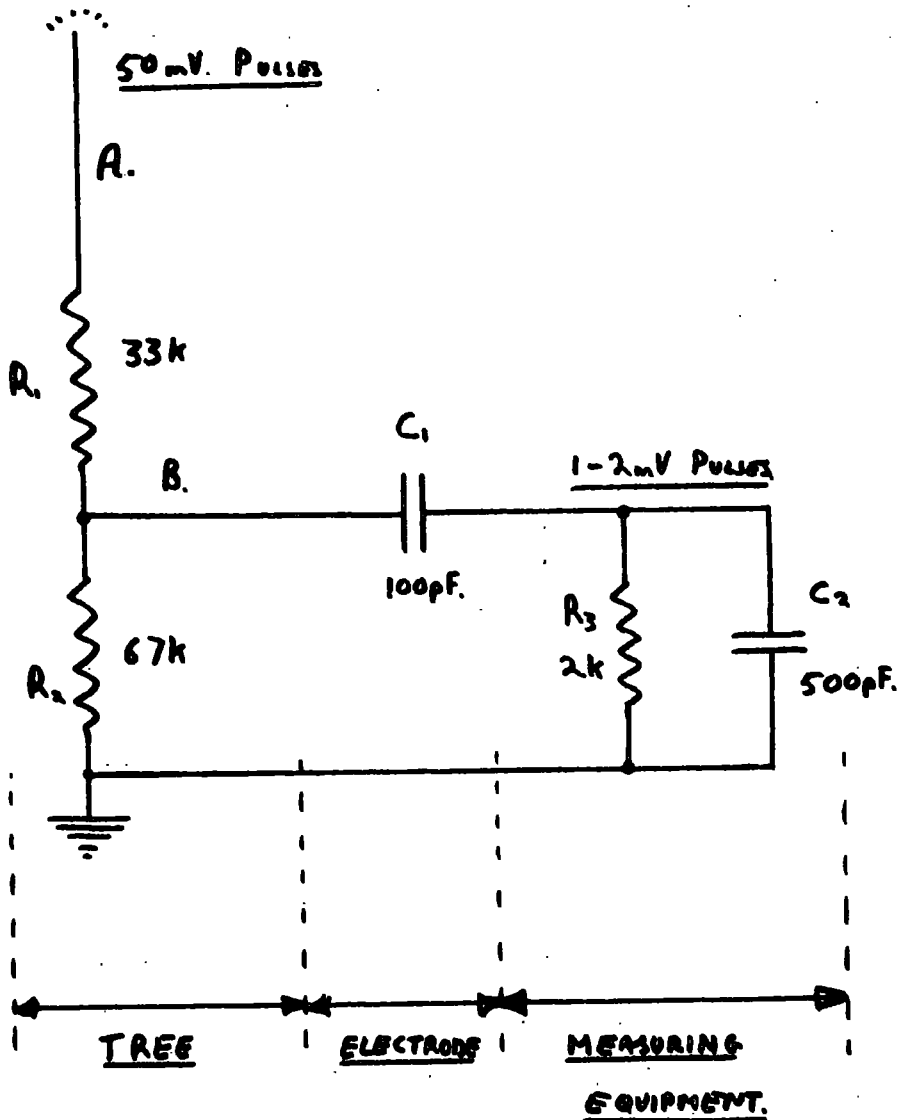 50mV. PULSES
A.
R₁
33k
B.
C₁
1-2mV PULSES
100pF.
R₃
2k
C₂
500pF.
67k
R₂
TREE
ELECTRODE
MEASURING
EQUIPMENT.